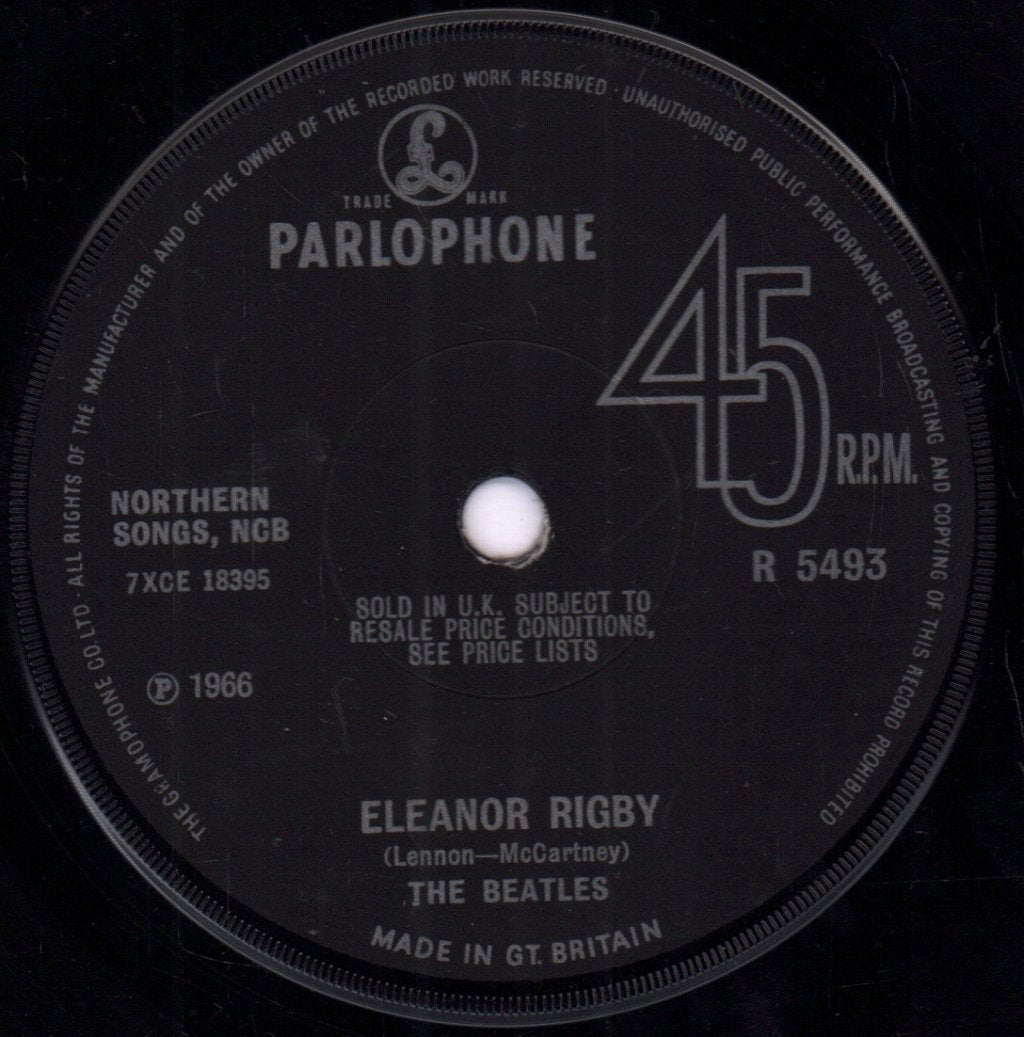 THE GRAMOPHONE CO. LTD · ALL RIGHTS OF THE MANUFACTURER AND OF THE OWNER OF THE RECORDED WORK RESERVED · UNAUTHORISED PUBLIC PERFORMANCE BROADCASTING AND COPYING OF THIS RECORD PROHIBITED
£
TRADE MARK
PARLOPHONE
45 R.P.M.
NORTHERN
SONGS, NCB
7XCE 18395
R 5493
SOLD IN U.K. SUBJECT TO
RESALE PRICE CONDITIONS,
SEE PRICE LISTS
℗ 1966
ELEANOR RIGBY
(Lennon—McCartney)
THE BEATLES
MADE IN GT. BRITAIN